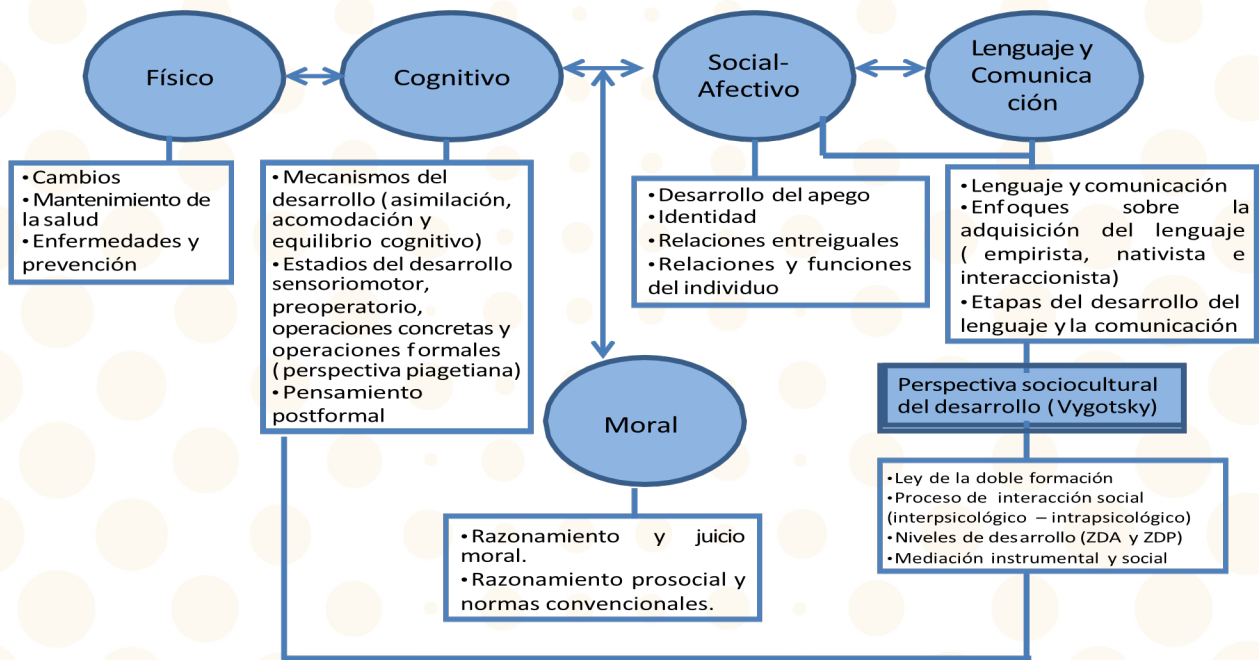 Físico
Cognitivo
Social-
Afectivo
Lenguaje y
Comunica
ción
•Cambios
•Mantenimiento de
la salud
•Enfermedades y
prevención
•Mecanismos del
desarrollo (asimilación,
acomodación y
equilibrio cognitivo)
•Estadios del desarrollo
sensoriomotor,
preoperatorio,
operaciones concretas y
operaciones formales
(perspectiva piagetiana)
•Pensamiento
postformal
•Desarrollo del apego
•Identidad
•Relaciones entreiguales
•Relaciones y funciones
del individuo
•Lenguaje y comunicación
•Enfoques sobre la
adquisición del lenguaje
( empirista, nativista e
interaccionista)
•Etapas del desarrollo del
lenguaje y la comunicación
Moral
•Razonamiento y juicio
moral.
•Razonamiento prosocial y
normas convencionales.
Perspectiva sociocultural
del desarrollo (Vygotsky)
•Ley de la doble formación
•Proceso de interacción social
(interpsicológico – intrapsicológico)
•Niveles de desarrollo (ZDA y ZDP)
•Mediación instrumental y social